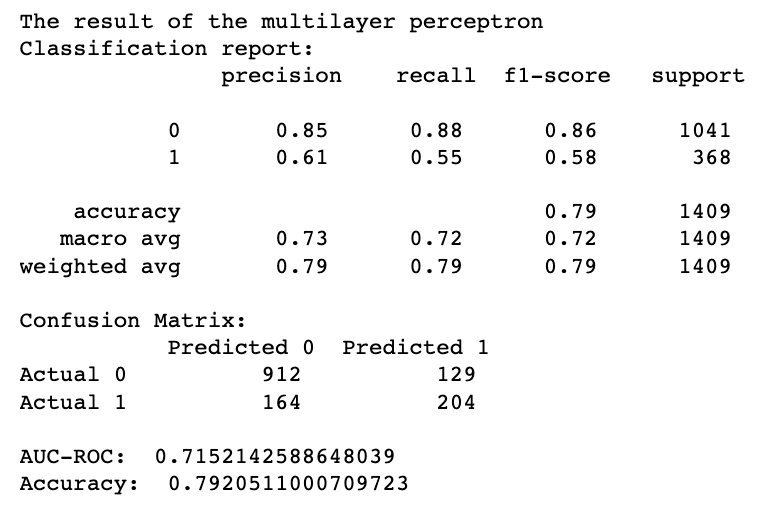 The result of the multilayer perceptron
Classification report:
precision recall f1-score support
0 0.85 0.88 0.86 1041
1 0.61 0.55 0.58 368
accuracy 0.79 1409
macro avg 0.73 0.72 0.72 1409
weighted avg 0.79 0.79 0.79 1409
Confusion Matrix:
Predicted 0 Predicted 1
Actual 0 912 129
Actual 1 164 204
AUC-ROC: 0.7152142588648039
Accuracy: 0.7920511000709723